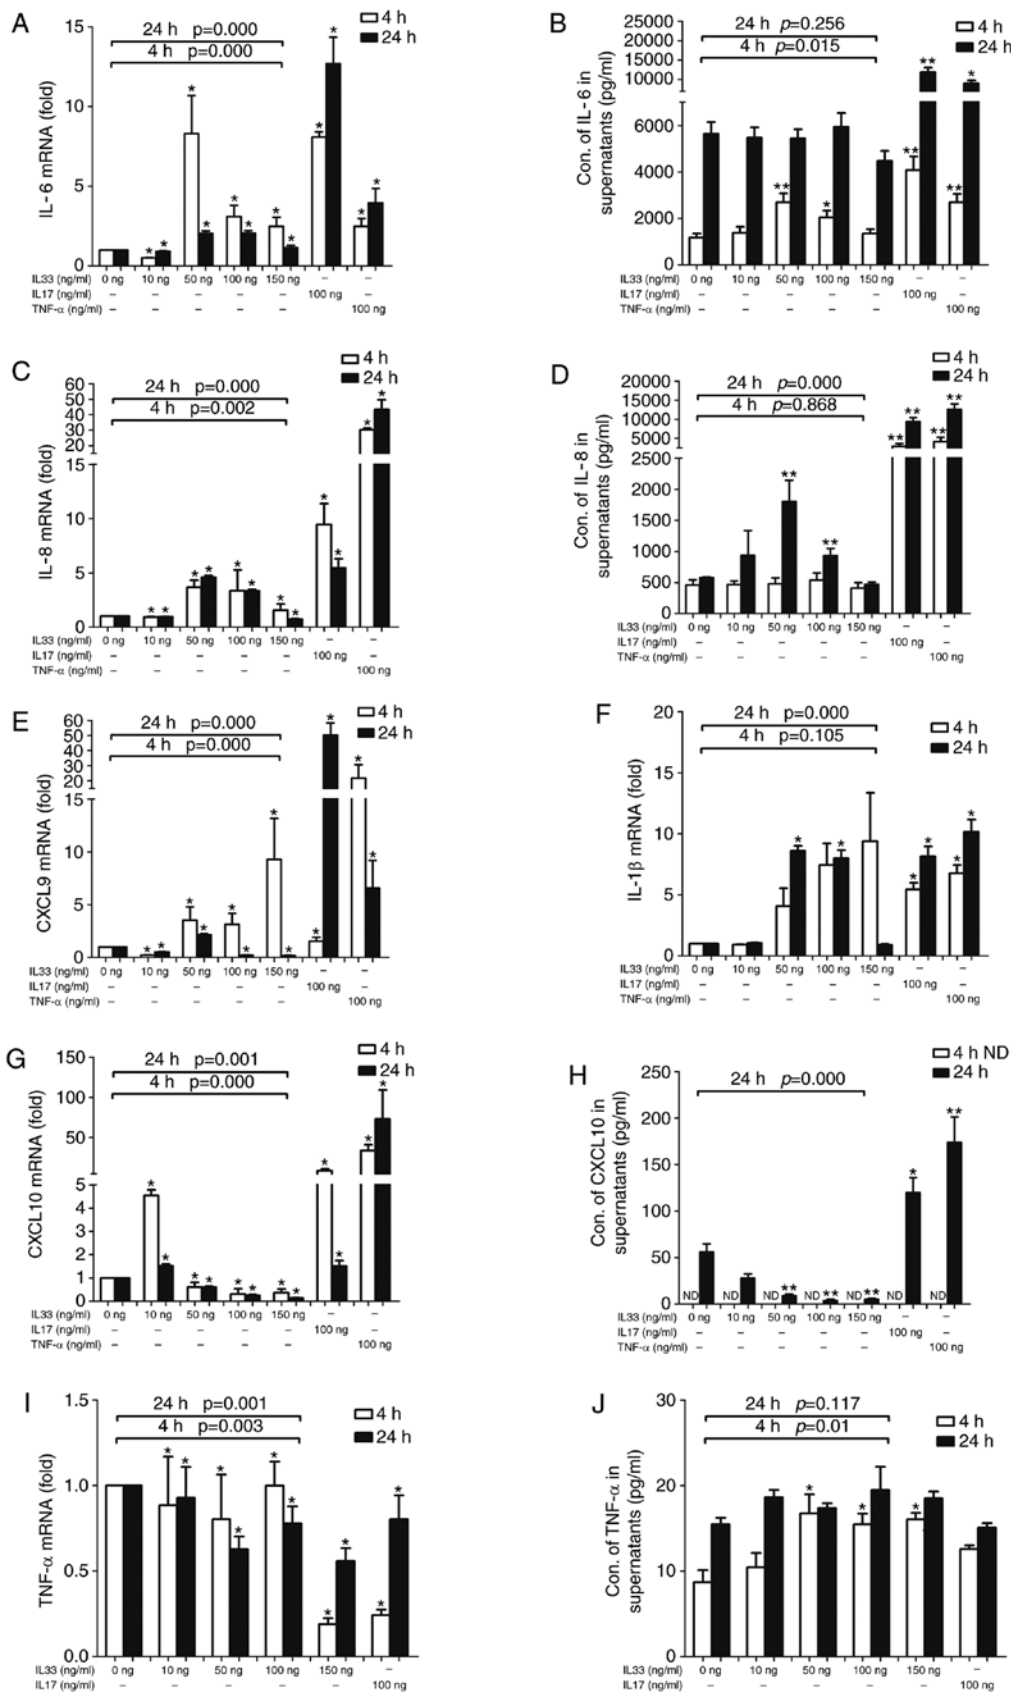 A
IL-6 mRNA (fold)
4 h
24 h
24 h p=0.000
4 h p=0.000
15
10
5
0
* * * * * * * * * * * *
IL33 (ng/ml) 0 ng 10 ng 50 ng 100 ng 150 ng – –
IL17 (ng/ml) – – – – – 100 ng –
TNF-α (ng/ml) – – – – – – 100 ng
B
Con. of IL-6 in
supernatants (pg/ml)
4 h
24 h
24 h p=0.256
4 h p=0.015
25000
20000
15000
10000
6000
4000
2000
0
** * ** ** ** *
IL33 (ng/ml) 0 ng 10 ng 50 ng 100 ng 150 ng – –
IL17 (ng/ml) – – – – – 100 ng –
TNF-α (ng/ml) – – – – – – 100 ng
C
IL-8 mRNA (fold)
4 h
24 h
24 h p=0.000
4 h p=0.002
60
50
40
30
20
15
10
5
0
* * * * * * * * * * * *
IL33 (ng/ml) 0 ng 10 ng 50 ng 100 ng 150 ng – –
IL17 (ng/ml) – – – – – 100 ng –
TNF-α (ng/ml) – – – – – – 100 ng
D
Con. of IL-8 in
supernatants (pg/ml)
4 h
24 h
24 h p=0.000
4 h p=0.868
20000
15000
10000
5000
2500
2000
1500
1000
500
0
** ** ** ** ** **
IL33 (ng/ml) 0 ng 10 ng 50 ng 100 ng 150 ng – –
IL17 (ng/ml) – – – – – 100 ng –
TNF-α (ng/ml) – – – – – – 100 ng
E
CXCL9 mRNA (fold)
4 h
24 h
24 h p=0.000
4 h p=0.000
60
50
40
30
20
15
10
5
0
* * * * * * * * * * * *
IL33 (ng/ml) 0 ng 10 ng 50 ng 100 ng 150 ng – –
IL17 (ng/ml) – – – – – 100 ng –
TNF-α (ng/ml) – – – – – – 100 ng
F
IL-1β mRNA (fold)
4 h
24 h
24 h p=0.000
4 h p=0.105
20
15
10
5
0
* * * * * *
IL33 (ng/ml) 0 ng 10 ng 50 ng 100 ng 150 ng – –
IL17 (ng/ml) – – – – – 100 ng –
TNF-α (ng/ml) – – – – – – 100 ng
G
CXCL10 mRNA (fold)
4 h
24 h
24 h p=0.001
4 h p=0.000
150
100
50
5
4
3
2
1
0
* * * * * * * * * * * *
IL33 (ng/ml) 0 ng 10 ng 50 ng 100 ng 150 ng – –
IL17 (ng/ml) – – – – – 100 ng –
TNF-α (ng/ml) – – – – – – 100 ng
H
Con. of CXCL10 in
supernatants (pg/ml)
4 h ND
24 h
24 h p=0.000
250
200
150
100
50
0
** ** ** * **
ND ND ND ND ND ND ND
IL33 (ng/ml) 0 ng 10 ng 50 ng 100 ng 150 ng – –
IL17 (ng/ml) – – – – – 100 ng –
TNF-α (ng/ml) – – – – – – 100 ng
I
TNF-α mRNA (fold)
4 h
24 h
24 h p=0.001
4 h p=0.003
1.5
1.0
0.5
0.0
* * * * * * * * * *
IL33 (ng/ml) 0 ng 10 ng 50 ng 100 ng 150 ng –
IL17 (ng/ml) – – – – – 100 ng
J
Con. of TNF-α in
supernatants (pg/ml)
4 h
24 h
24 h p=0.117
4 h p=0.01
30
20
10
0
* * *
IL33 (ng/ml) 0 ng 10 ng 50 ng 100 ng 150 ng –
IL17 (ng/ml) – – – – – 100 ng